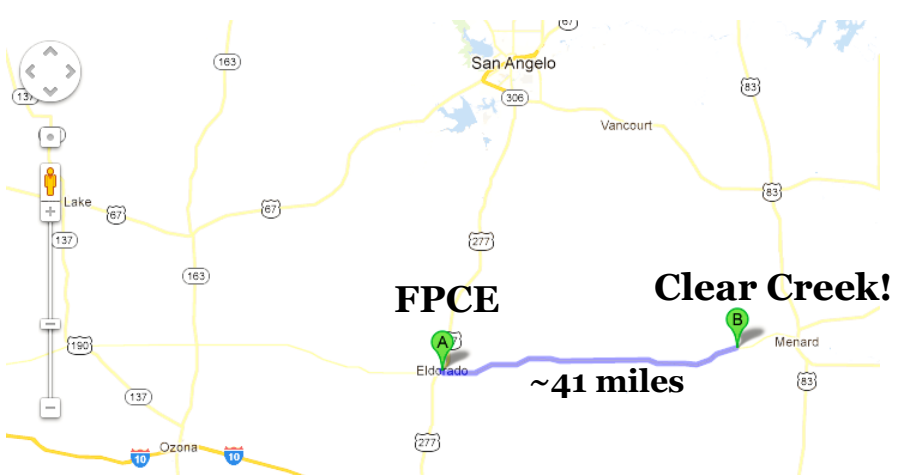 67
163
San Angelo
137
306
83
Vancourt
83
Lake
67
67
137
277
163
Clear Creek!
FPCE
B
A
190
Menard
Eldorado
~41 miles
83
137
277
Ozona
10
10